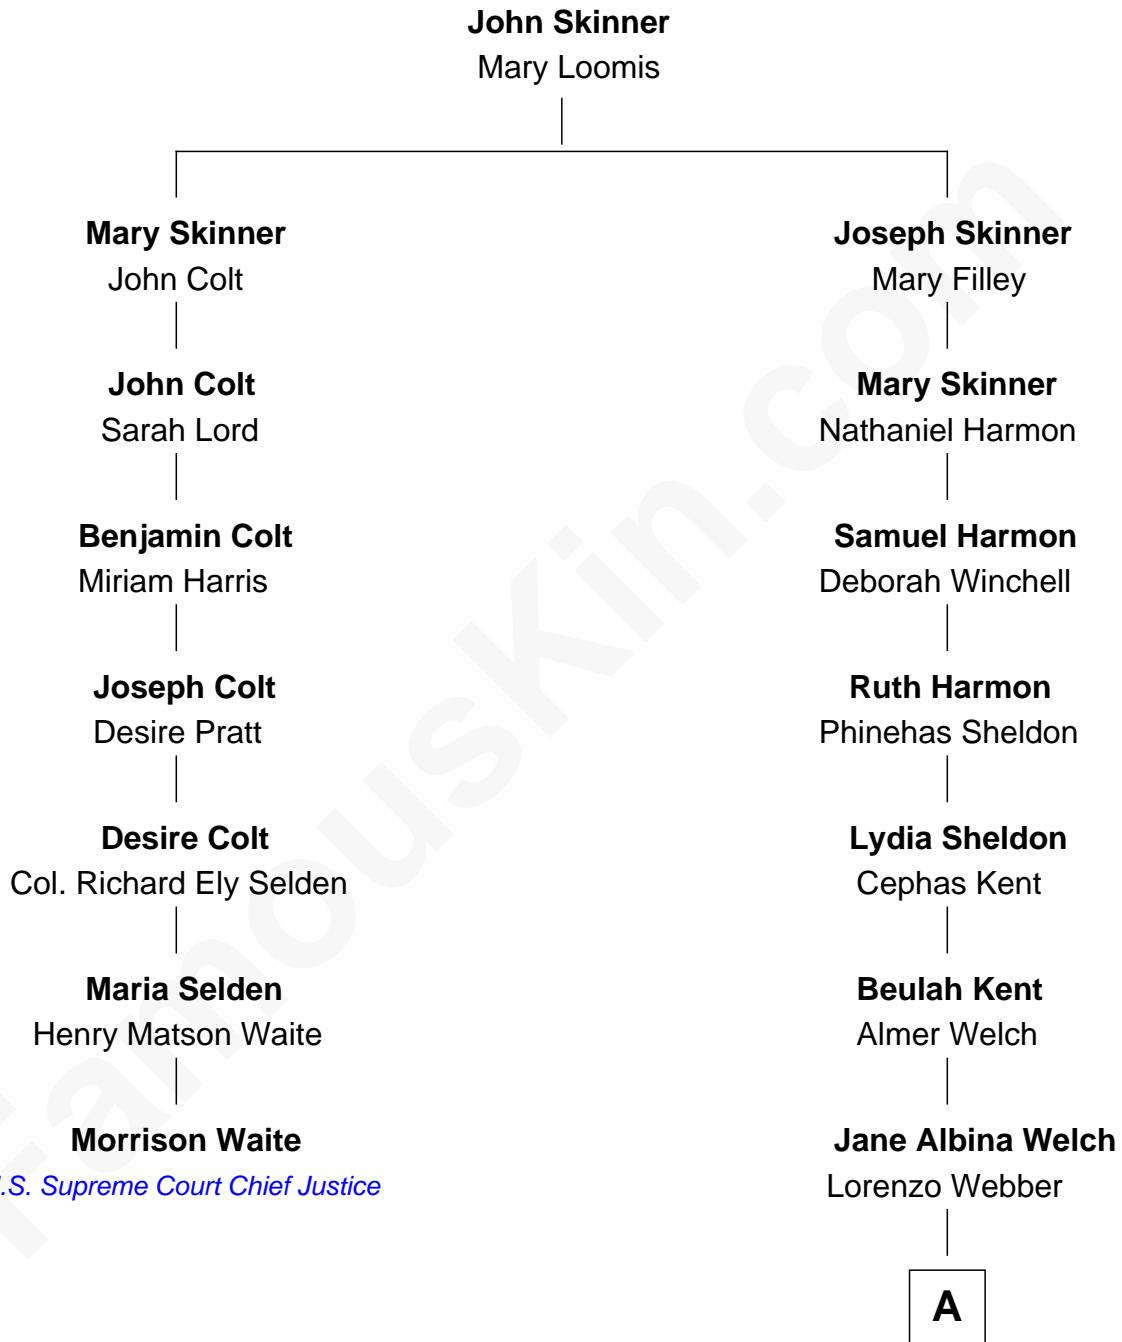 John Skinner
Mary Loomis
Mary Skinner
John Colt
Joseph Skinner
Mary Filley
John Colt
Sarah Lord
Mary Skinner
Nathaniel Harmon
Benjamin Colt
Miriam Harris
Samuel Harmon
Deborah Winchell
Joseph Colt
Desire Pratt
Ruth Harmon
Phinehas Sheldon
Desire Colt
Col. Richard Ely Selden
Lydia Sheldon
Cephas Kent
Maria Selden
Henry Matson Waite
Beulah Kent
Almer Welch
Morrison Waite
.S. Supreme Court Chief Justice
Jane Albina Welch
Lorenzo Webber
A
FamousKin.com